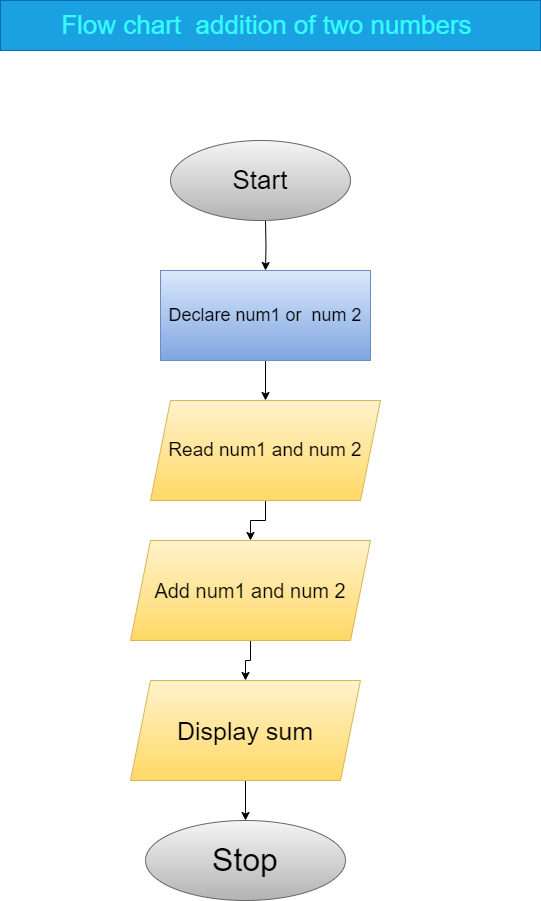 Flow chart  addition of two numbers
Start
Declare num1 or  num 2
Read num1 and num 2
Add num1 and num 2
Display sum
Stop